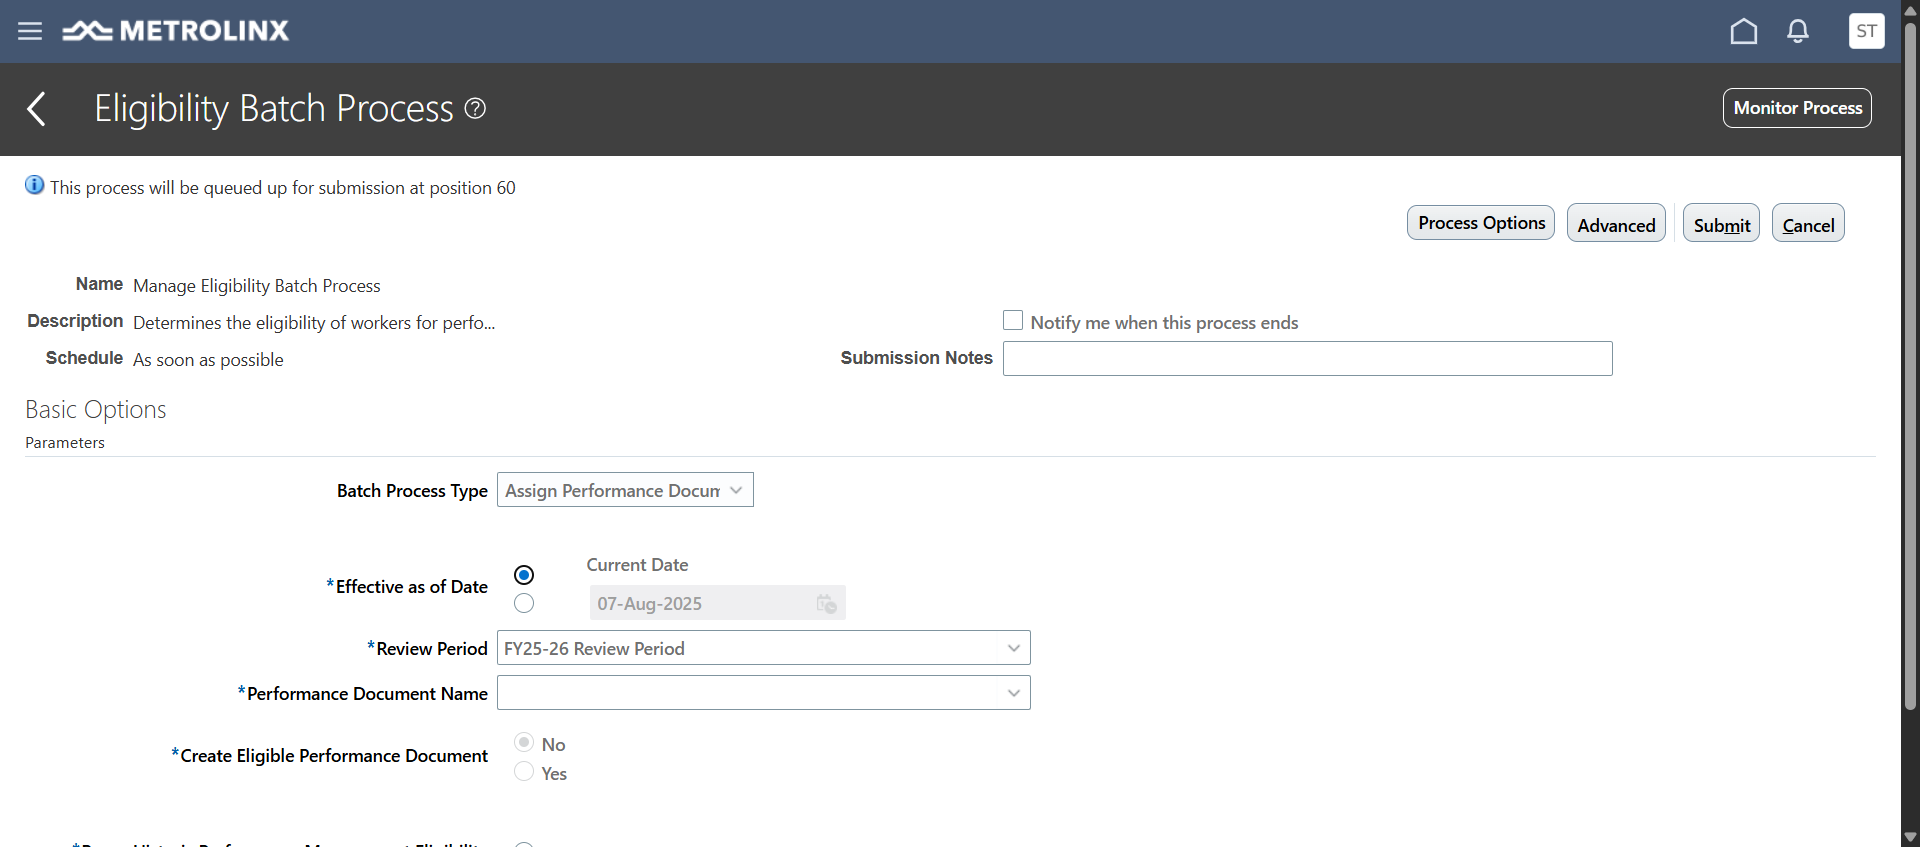 METROLINX
ST
Eligibility Batch Process
Monitor Process
This process will be queued up for submission at position 60
Process Options
Advanced
Submit
Cancel
Name Manage Eligibility Batch Process
Description Determines the eligibility of workers for perfo...
Notify me when this process ends
Schedule As soon as possible
Submission Notes
Basic Options
Parameters
Batch Process Type Assign Performance Docum
Current Date
*Effective as of Date
07-Aug-2025
*Review Period FY25-26 Review Period
*Performance Document Name
*Create Eligible Performance Document
No
Yes